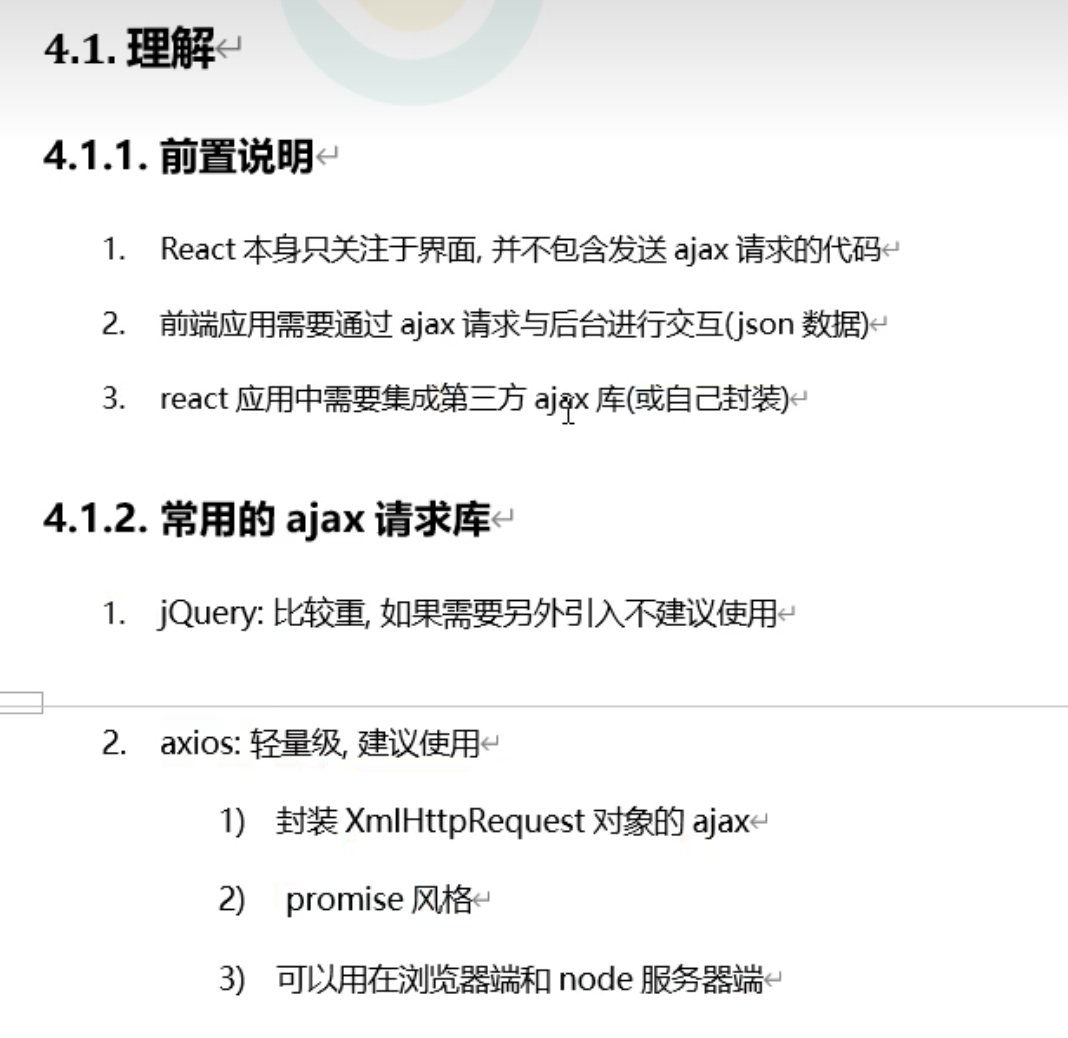 4.1. 理解
4.1.1. 前置说明
1. React 本身只关注于界面, 并不包含发送 ajax 请求的代码
2. 前端应用需要通过 ajax 请求与后台进行交互(json 数据)
3. react 应用中需要集成第三方 ajax 库(或自己封装)
4.1.2. 常用的 ajax 请求库
1. jQuery: 比较重, 如果需要另外引入不建议使用
2. axios: 轻量级, 建议使用
1) 封装 XmlHttpRequest 对象的 ajax
2) promise 风格
3) 可以用在浏览器端和 node 服务器端